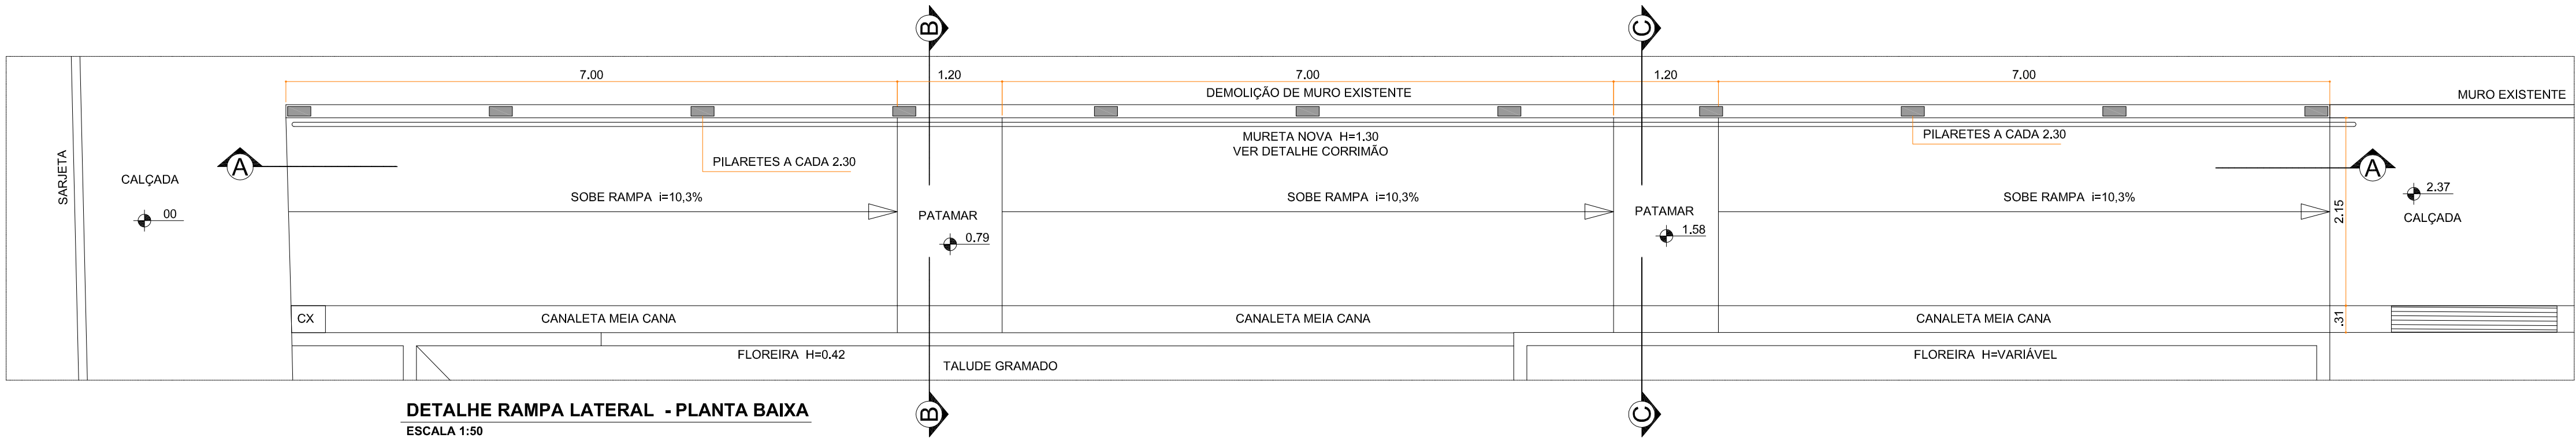 B
C
7.00
1.20
7.00
1.20
7.00
DEMOLIÇÃO DE MURO EXISTENTE
MURO EXISTENTE
MURETA NOVA H=1.30
VER DETALHE CORRIMÃO
PILARETES A CADA 2.30
PILARETES A CADA 2.30
SARJETA
CALÇADA
00
A
A
SOBE RAMPA i=10,3%
SOBE RAMPA i=10,3%
SOBE RAMPA i=10,3%
PATAMAR
0.79
PATAMAR
1.58
2.15
2.37
CALÇADA
CX
CANALETA MEIA CANA
CANALETA MEIA CANA
CANALETA MEIA CANA
.31
FLOREIRA H=0.42
TALUDE GRAMADO
FLOREIRA H=VARIÁVEL
B
C
DETALHE RAMPA LATERAL - PLANTA BAIXA
ESCALA 1:50